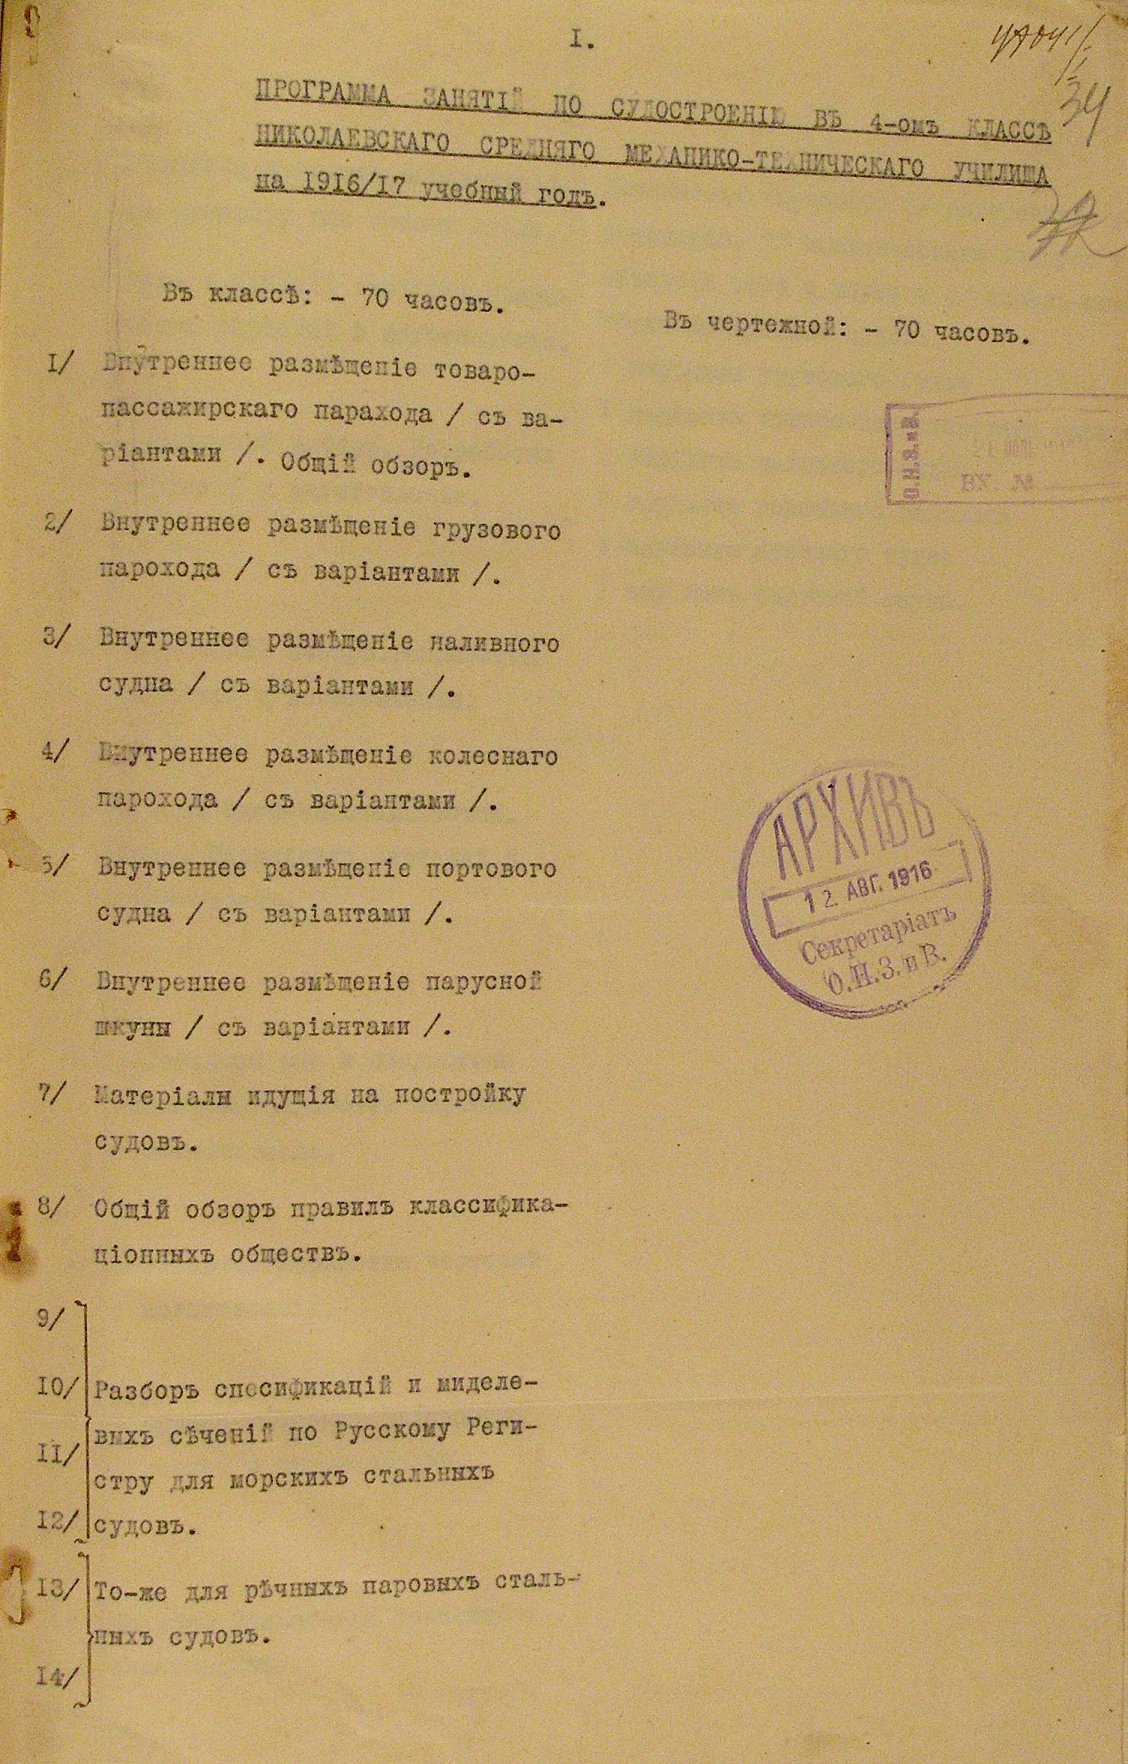 I.
34
ПРОГРАММА ЗАНЯТІЙ ПО СУДОСТРОЕНІЮ ВЪ 4-омъ КЛАССѢ
НИКОЛАЕВСКАГО СРЕДНЯГО МЕХАНИКО-ТЕХНИЧЕСКАГО УЧИЛИЩА
на 1916/17 учебный годъ.
Въ классѣ: - 70 часовъ.
Въ чертежной: - 70 часовъ.
I/ Внутреннее размѣщеніе товаро-
пассажирскаго парахода / съ ва-
ріантами /. Общій обзоръ.
О.Н.З.иВ.
ВХ. №
2/ Внутреннее размѣщеніе грузового
парохода / съ варіантами /.
3/ Внутреннее размѣщеніе наливного
судна / съ варіантами /.
4/ Внутреннее размѣщеніе колеснаго
парохода / съ варіантами /.
5/ Внутреннее размѣщеніе портового
судна / съ варіантами /.
АРХИВЪ
12. АВГ. 1916
Секретаріатъ
О.Н.З. и В.
6/ Внутреннее размѣщеніе парусной
шкуны / съ варіантами /.
7/ Матеріалы идущія на постройку
судовъ.
8/ Общій обзоръ правилъ классифика-
ціонныхъ обществъ.
9/
10/ Разборъ спесификацій и миделе-
выхъ сѣченій по Русскому Реги-
11/
стру для морскихъ стальныхъ
12/ судовъ.
13/ То-же для рѣчныхъ паровыхъ сталь-
ныхъ судовъ.
14/